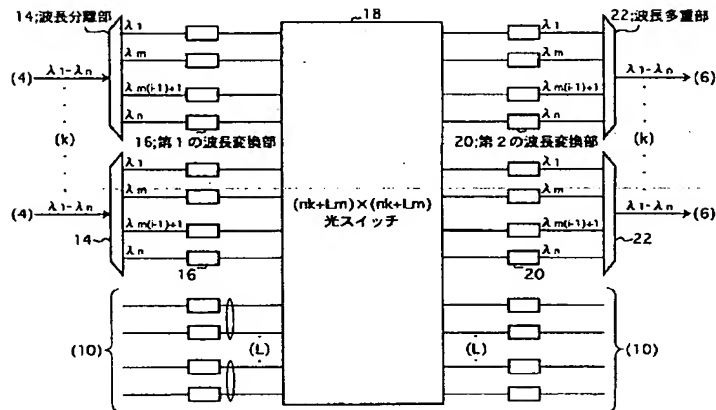 14;波長分離部
18
22;波長多重部
λ1
λm
λm(i-1)+1
λn
(4)
λ1-λn
(k)
16;第1の波長変換部
λ1
λm
λm(i-1)+1
λn
λ1-λn
(6)
(k)
20;第2の波長変換部
(nk+Lm)×(nk+Lm)
光スイッチ
λ1
λm
λm(i-1)+1
λn
(4)
λ1-λn
14
16
λ1
λm
λm(i-1)+1
λn
λ1-λn
(6)
22
20
(10)
(L)
(L)
(10)